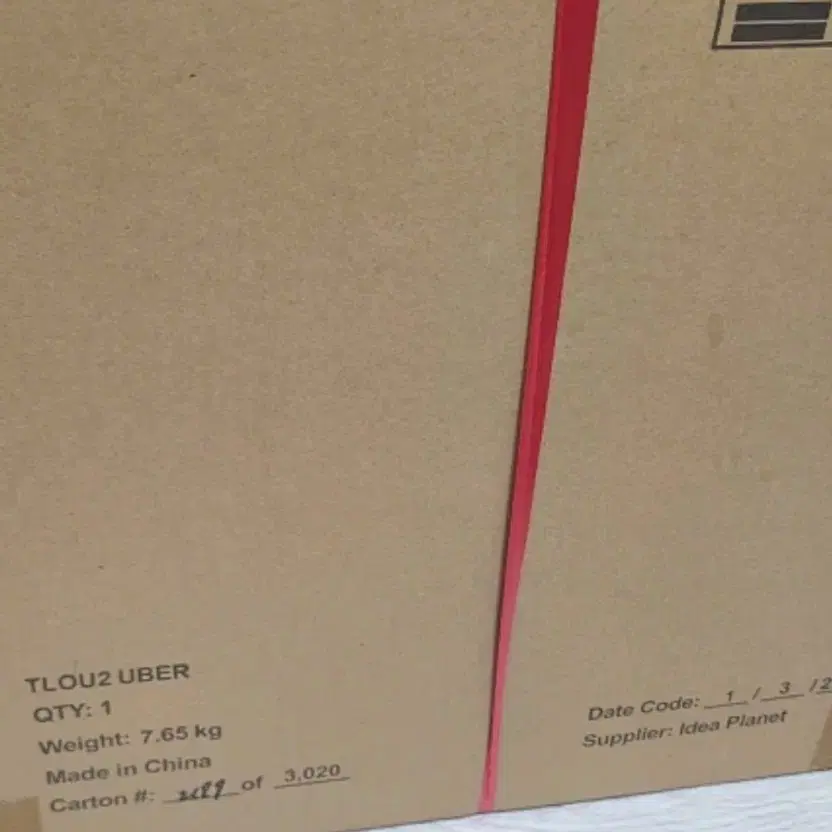 TLOU2 UBER
QTY: 1
Weight: 7.65 kg
Made in China
Carton #: of 3,020
Date Code: 1 / 3 / 2
Supplier: Idea Planet